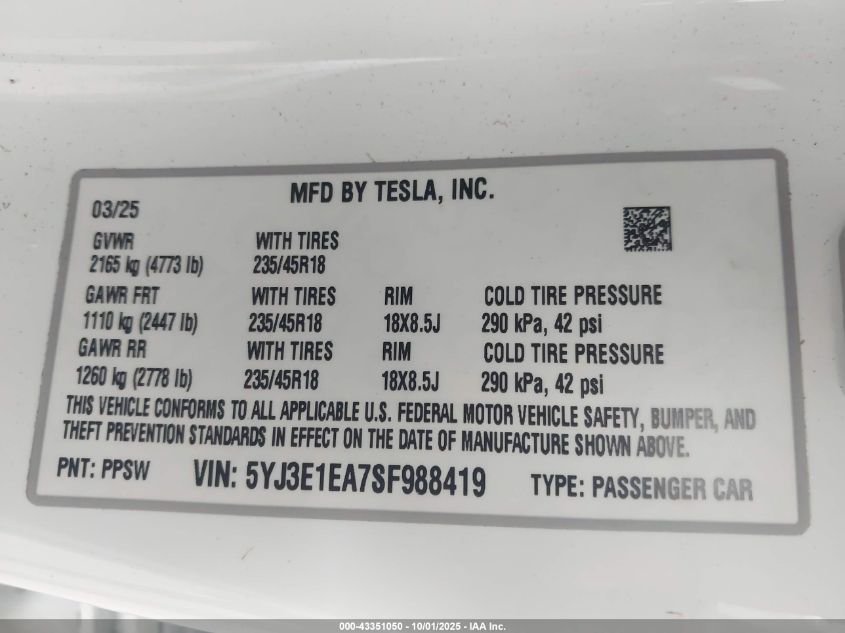 MFD BY TESLA, INC.
03/25
GVWR WITH TIRES
2165 kg (4773 lb) 235/45R18
GAWR FRT WITH TIRES RIM COLD TIRE PRESSURE
1110 kg (2447 lb) 235/45R18 18X8.5J 290 kPa, 42 psi
GAWR RR WITH TIRES RIM COLD TIRE PRESSURE
1260 kg (2778 lb) 235/45R18 18X8.5J 290 kPa, 42 psi
THIS VEHICLE CONFORMS TO ALL APPLICABLE U.S. FEDERAL MOTOR VEHICLE SAFETY, BUMPER, AND
THEFT PREVENTION STANDARDS IN EFFECT ON THE DATE OF MANUFACTURE SHOWN ABOVE.
PNT: PPSW VIN: 5YJ3E1EA7SF988419 TYPE: PASSENGER CAR
000-43351050 - 10/01/2025 - IAA Inc.